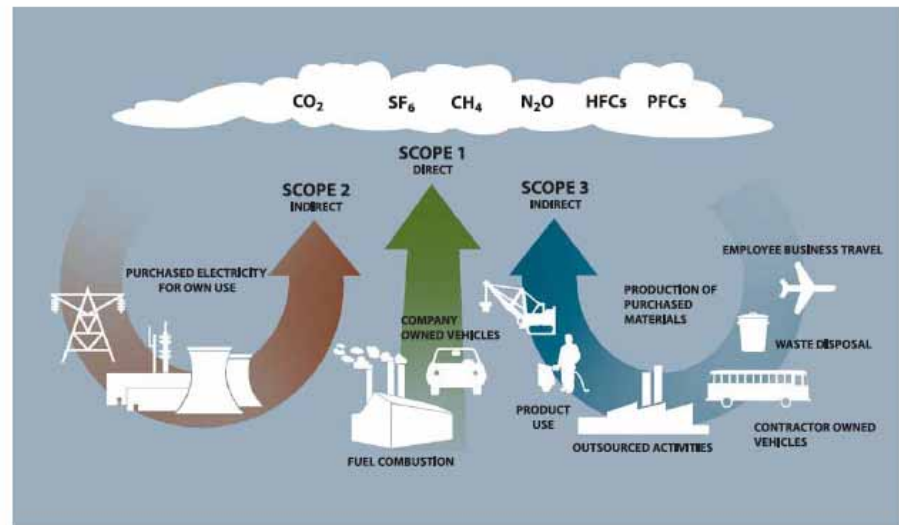 CO₂ SF₆ CH₄ N₂O HFCs PFCs
SCOPE 1
DIRECT
SCOPE 2
INDIRECT
SCOPE 3
INDIRECT
PURCHASED ELECTRICITY
FOR OWN USE
COMPANY
OWNED VEHICLES
FUEL COMBUSTION
PRODUCT
USE
PRODUCTION OF
PURCHASED
MATERIALS
OUTSOURCED ACTIVITIES
EMPLOYEE BUSINESS TRAVEL
WASTE DISPOSAL
CONTRACTOR OWNED
VEHICLES